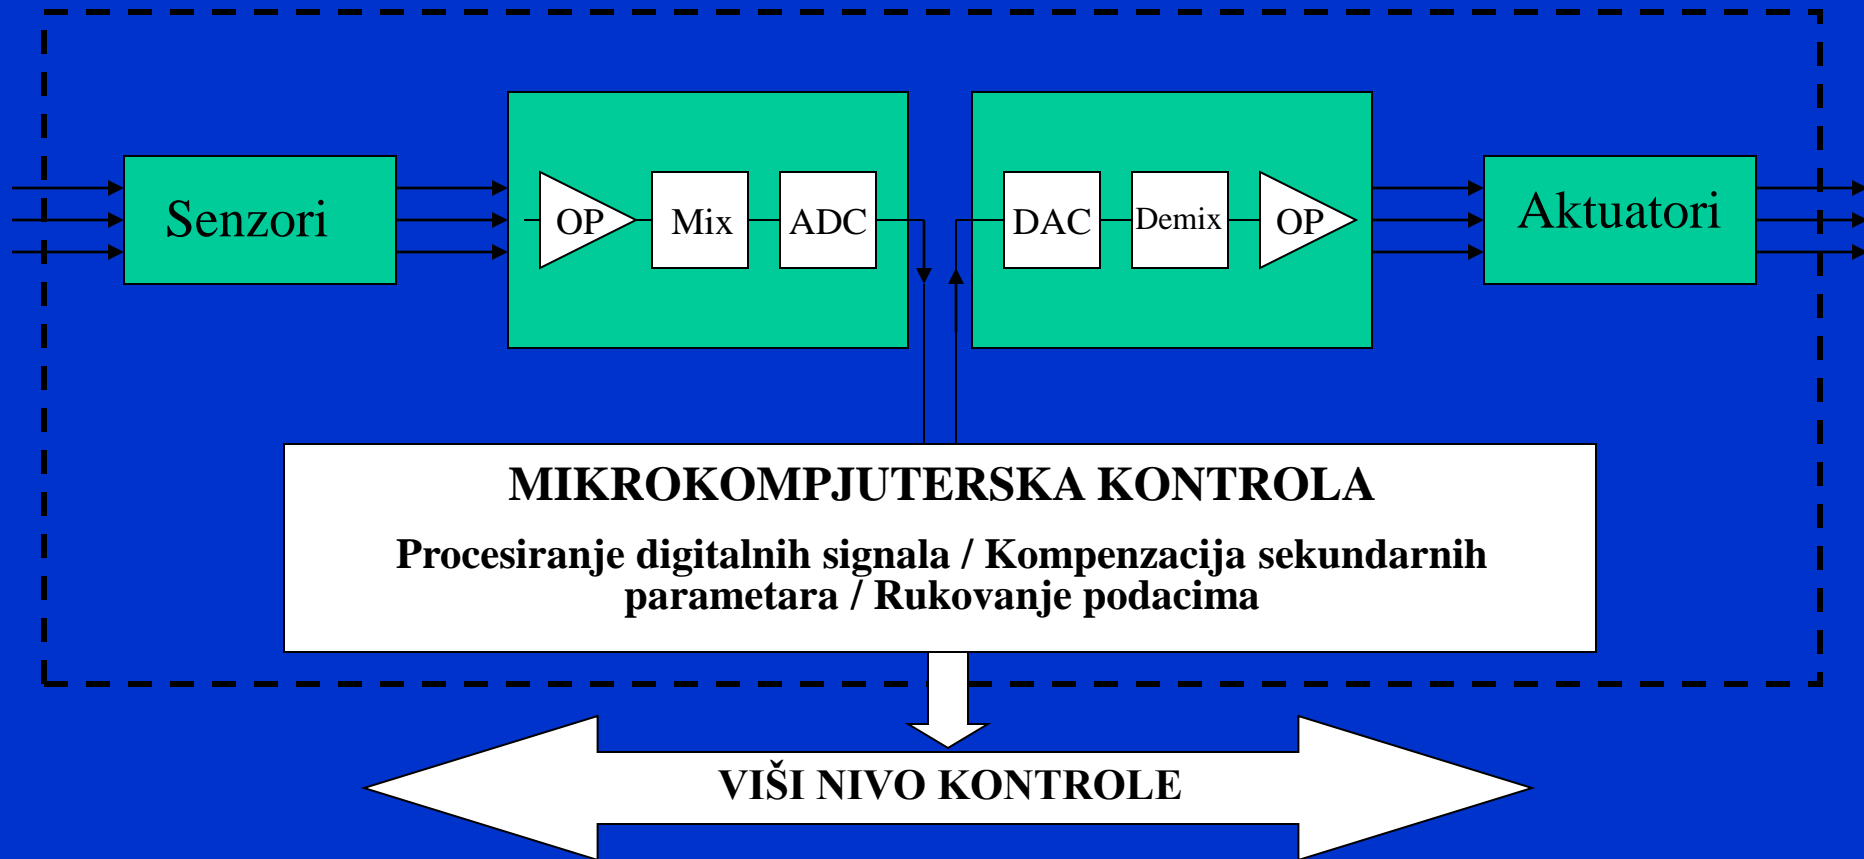 Senzori
OP
Mix
ADC
DAC
Demix
OP
Aktuatori
MIKROKOMPJUTERSKA KONTROLA
Procesiranje digitalnih signala / Kompenzacija sekundarnih
parametara / Rukovanje podacima
VIŠI NIVO KONTROLE